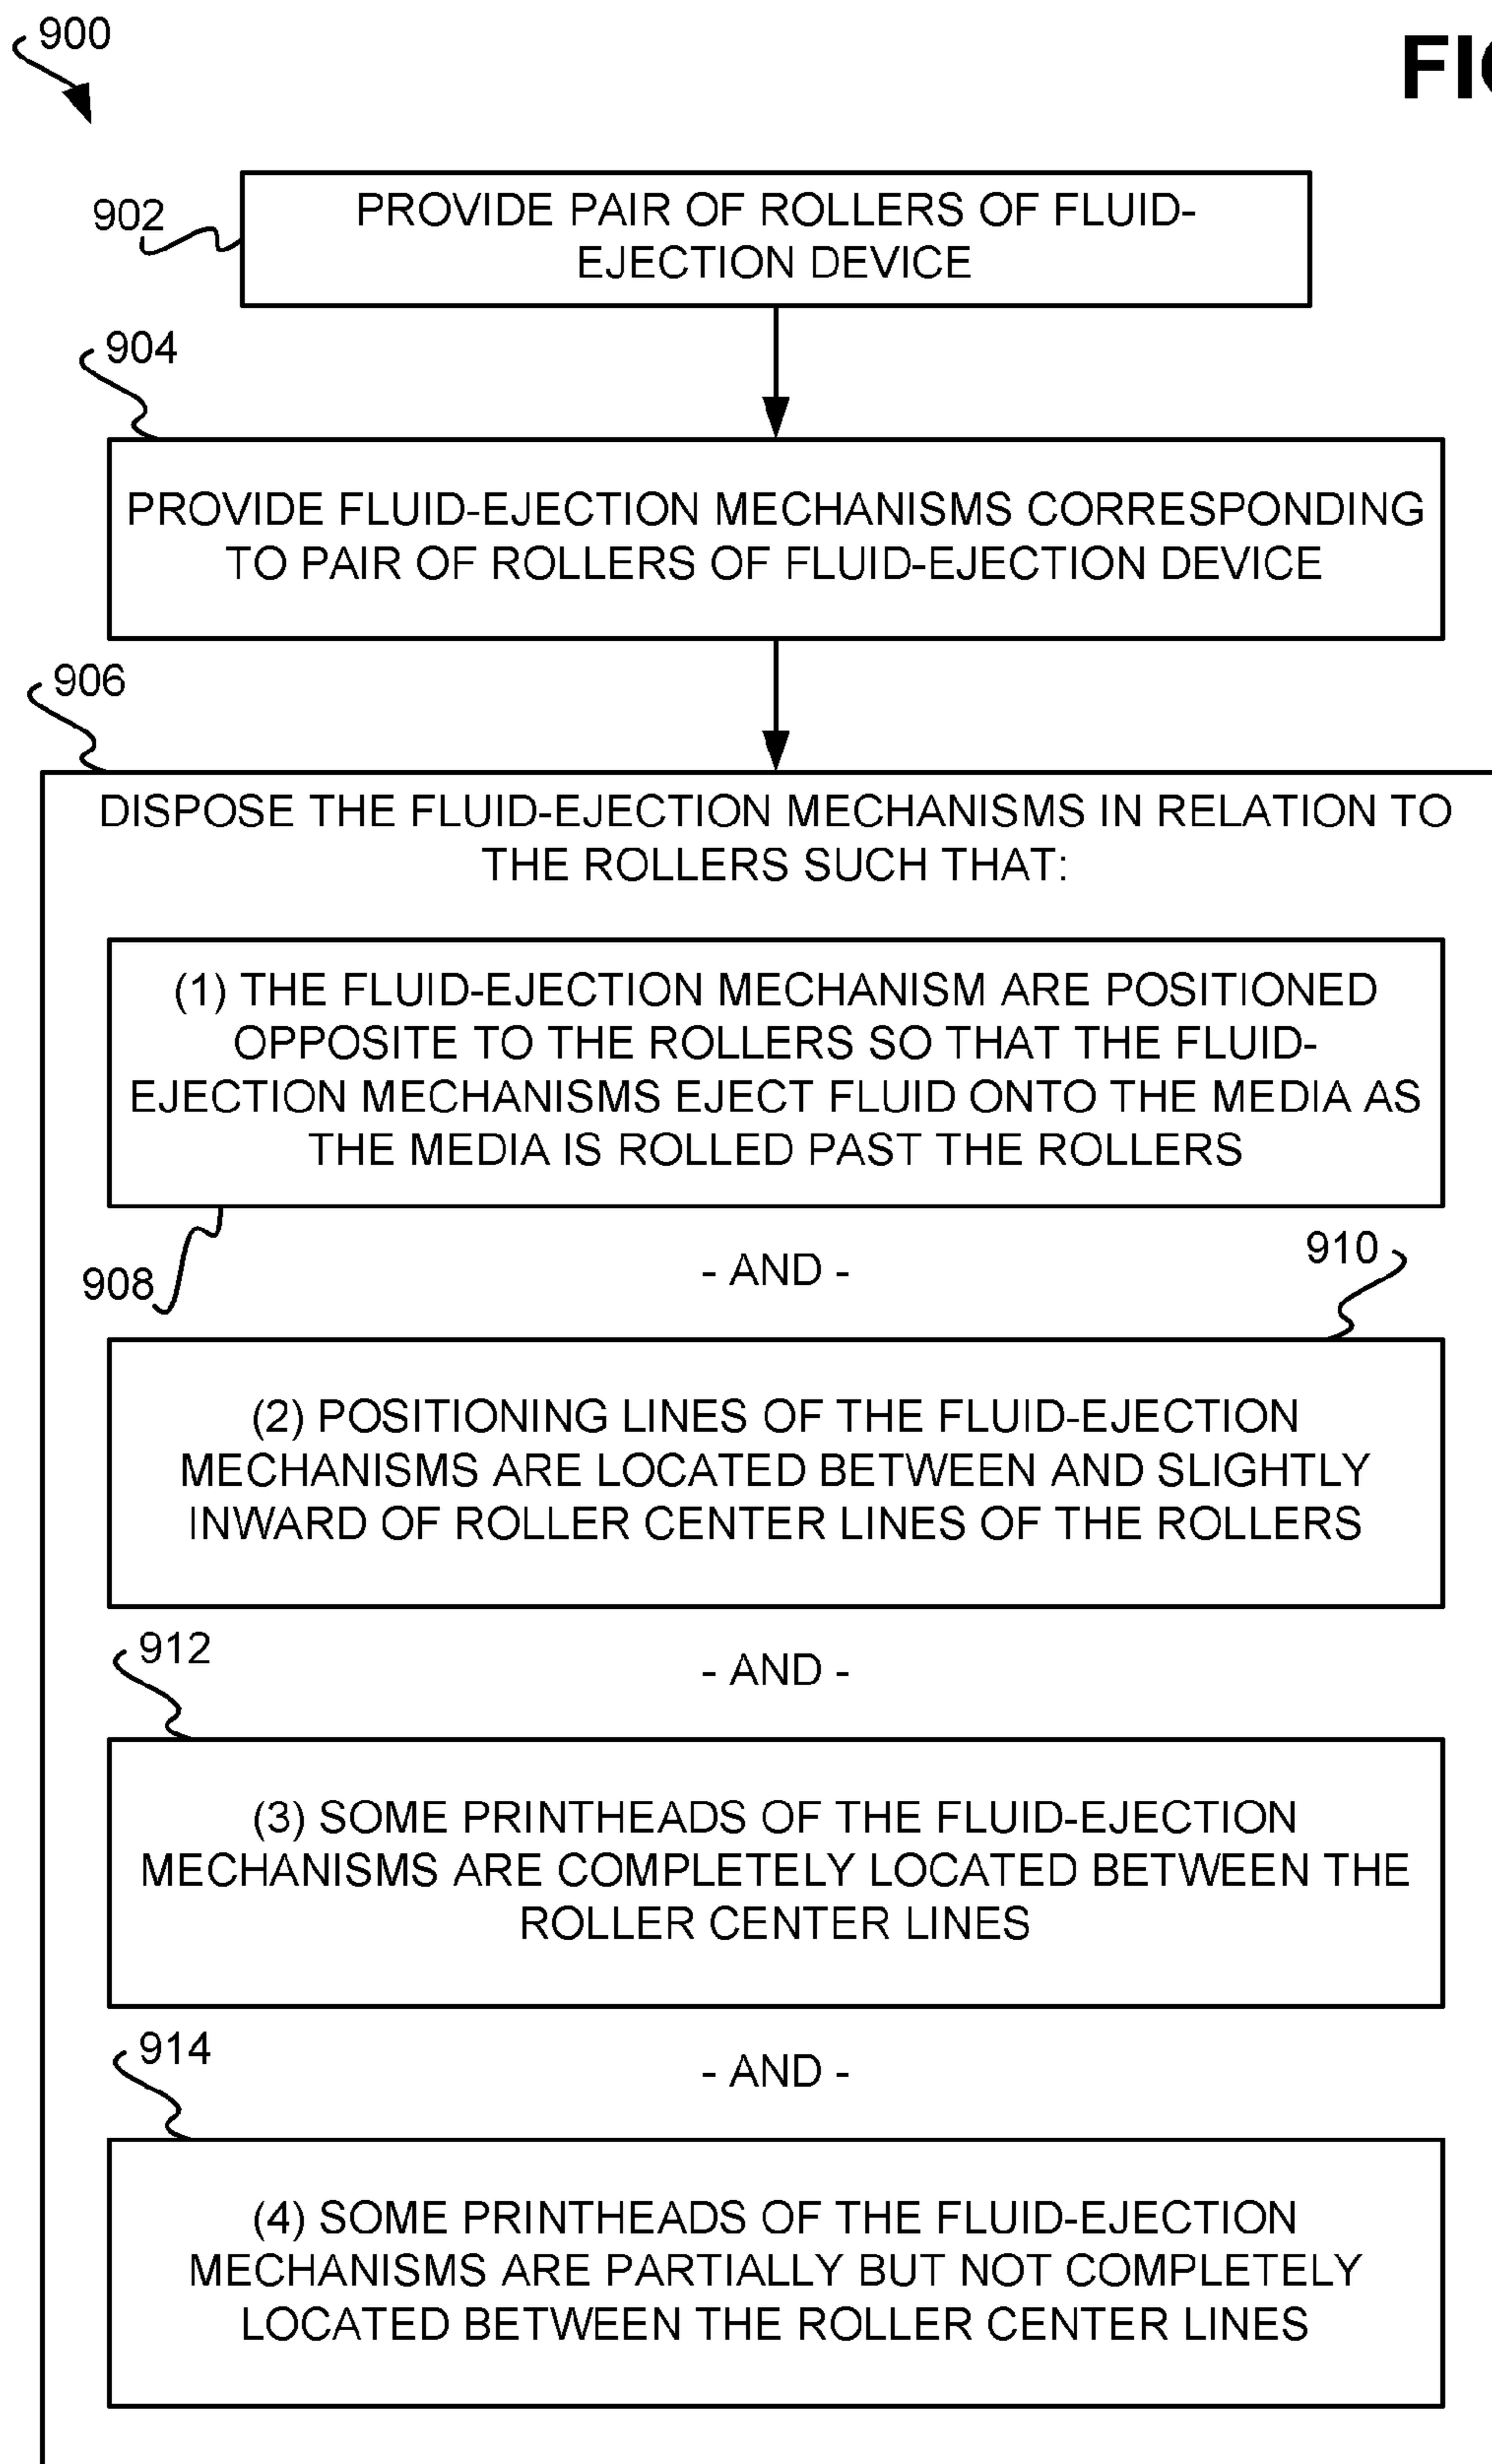 900
FIG
902
PROVIDE PAIR OF ROLLERS OF FLUID-
EJECTION DEVICE
904
PROVIDE FLUID-EJECTION MECHANISMS CORRESPONDING
TO PAIR OF ROLLERS OF FLUID-EJECTION DEVICE
906
DISPOSE THE FLUID-EJECTION MECHANISMS IN RELATION TO
THE ROLLERS SUCH THAT:
(1) THE FLUID-EJECTION MECHANISM ARE POSITIONED
OPPOSITE TO THE ROLLERS SO THAT THE FLUID-
EJECTION MECHANISMS EJECT FLUID ONTO THE MEDIA AS
THE MEDIA IS ROLLED PAST THE ROLLERS
908
- AND -
910
(2) POSITIONING LINES OF THE FLUID-EJECTION
MECHANISMS ARE LOCATED BETWEEN AND SLIGHTLY
INWARD OF ROLLER CENTER LINES OF THE ROLLERS
912
- AND -
(3) SOME PRINTHEADS OF THE FLUID-EJECTION
MECHANISMS ARE COMPLETELY LOCATED BETWEEN THE
ROLLER CENTER LINES
914
- AND -
(4) SOME PRINTHEADS OF THE FLUID-EJECTION
MECHANISMS ARE PARTIALLY BUT NOT COMPLETELY
LOCATED BETWEEN THE ROLLER CENTER LINES